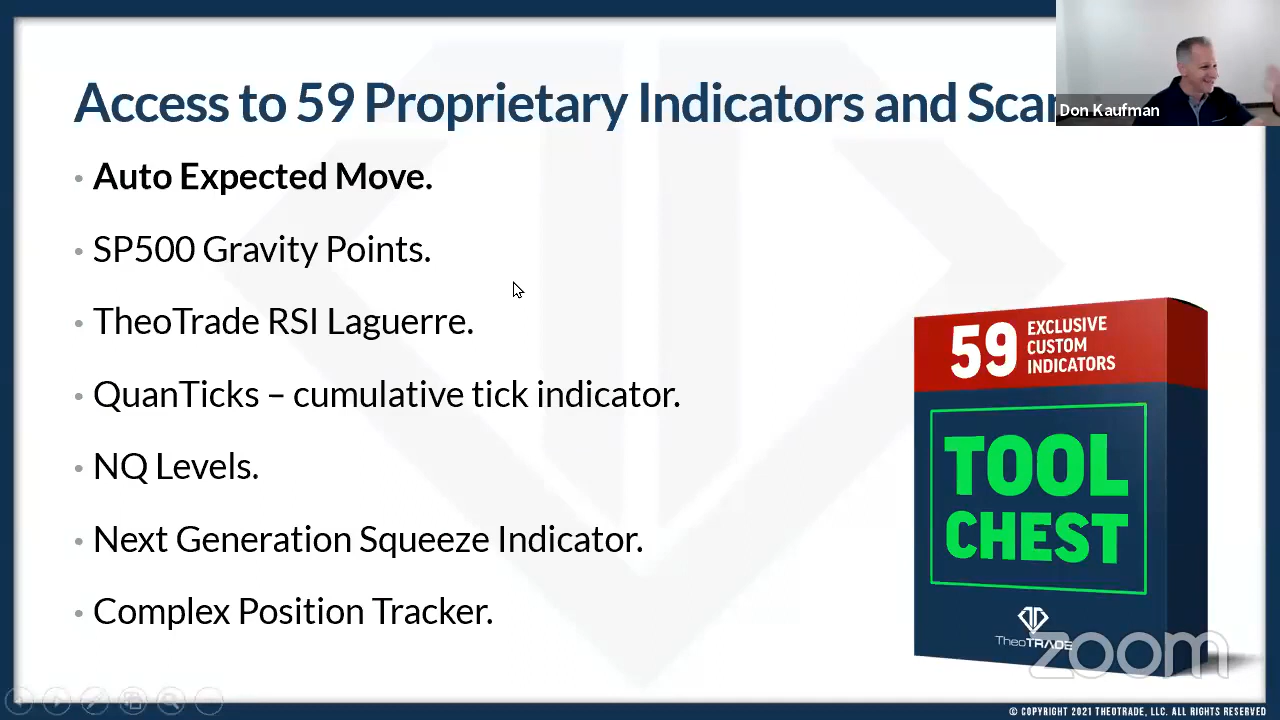 Access to 59 Proprietary Indicators and Scan
Don Kaufman
• Auto Expected Move.
• SP500 Gravity Points.
• TheoTrade RSI Laguerre.
• QuanTicks – cumulative tick indicator.
• NQ Levels.
• Next Generation Squeeze Indicator.
• Complex Position Tracker.
59 EXCLUSIVE
CUSTOM
INDICATORS
TOOL
CHEST
TheoTRADE
zoom
© COPYRIGHT 2021 THEOTRADE, LLC. ALL RIGHTS RESERVED